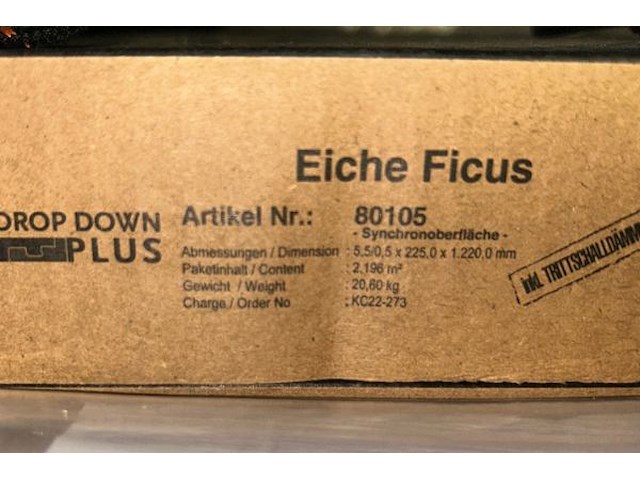 Eiche Ficus
DROP DOWN
PLUS
Artikel Nr.: 80105
- Synchronoberfläche -
Abmessungen / Dimension : 5,5/0,5 x 225,0 x 1.220,0 mm
Paketinhalt / Content : 2,196 m²
Gewicht / Weight : 20,60 kg
Charge / Order No : KC22-273
inkl. TRITTSCHALLDÄMM